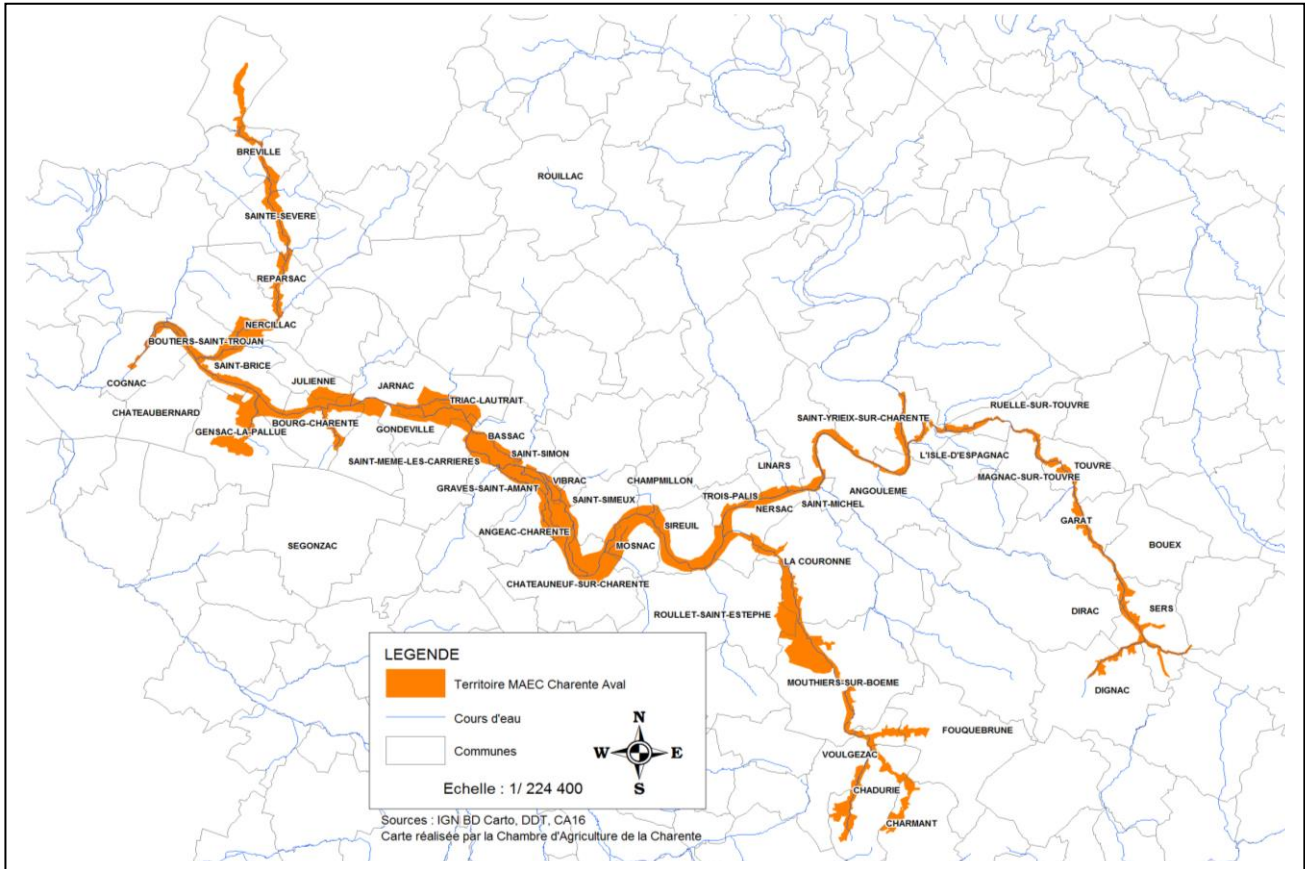 BREVILLE
ROUILLAC
SAINTE-SEVERE
REPARSAC
NERCILLAC
BOUTIERS-SAINT-TROJAN
SAINT-BRICE
COGNAC
JULIENNE
JARNAC
CHATEAUBERNARD
TRIAC-LAUTRAIT
BOURG-CHARENTE
GENSAC-LA-PALLUE
GONDEVILLE
RUELLE-SUR-TOUVRE
SAINT-YRIEIX-SUR-CHARENTE
BASSAC
SAINT-SIMON
L'ISLE-D'ESPAGNAC
SAINT-MEME-LES-CARRIERES
LINARS
TOUVRE
MAGNAC-SUR-TOUVRE
VIBRAC
CHAMPMILLON
GRAVES-SAINT-AMANT
ANGOULEME
SAINT-SIMEUX
TROIS-PALIS
SAINT-MICHEL
NERSAC
GARAT
SIREUIL
ANGEAC-CHARENTE
SEGONZAC
MOSNAC
BOUEX
LA COURONNE
CHATEAUNEUF-SUR-CHARENTE
ROULLET-SAINT-ESTEPHE
DIRAC
SERS
MOUTHIERS-SUR-BOEME
DIGNAC
FOUQUEBRUNE
VOULGEZAC
CHADURIE
CHARMANT
LEGENDE
Territoire MAEC Charente Aval
Cours d'eau
Communes
N
W E
S
Echelle : 1/ 224 400
Sources : IGN BD Carto, DDT, CA16
Carte réalisée par la Chambre d'Agriculture de la Charente